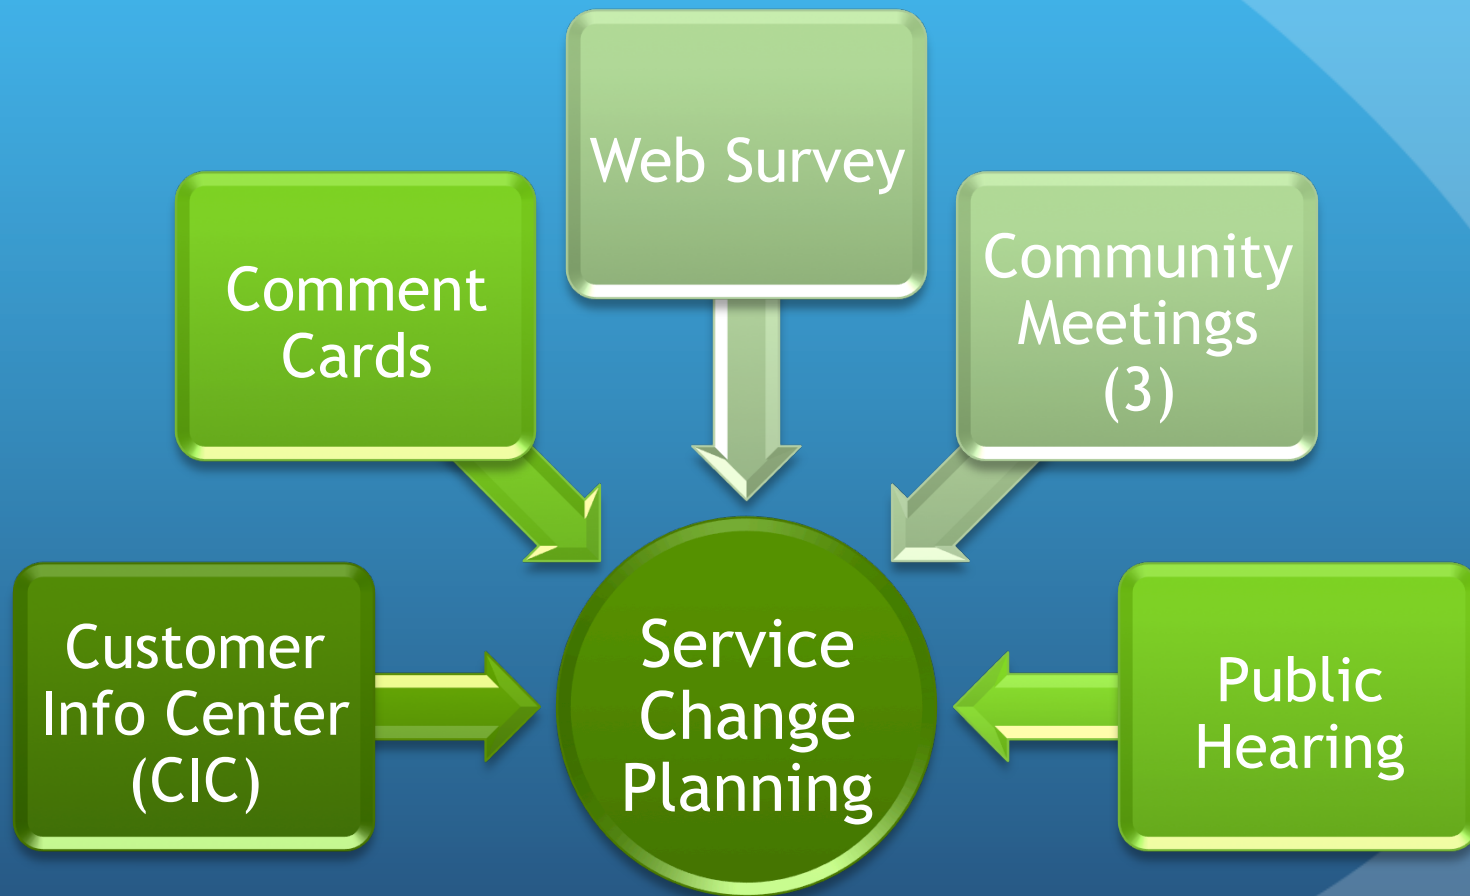 Web Survey
Comment
Cards
Community
Meetings
(3)
Customer
Info Center
(CIC)
Service
Change
Planning
Public
Hearing